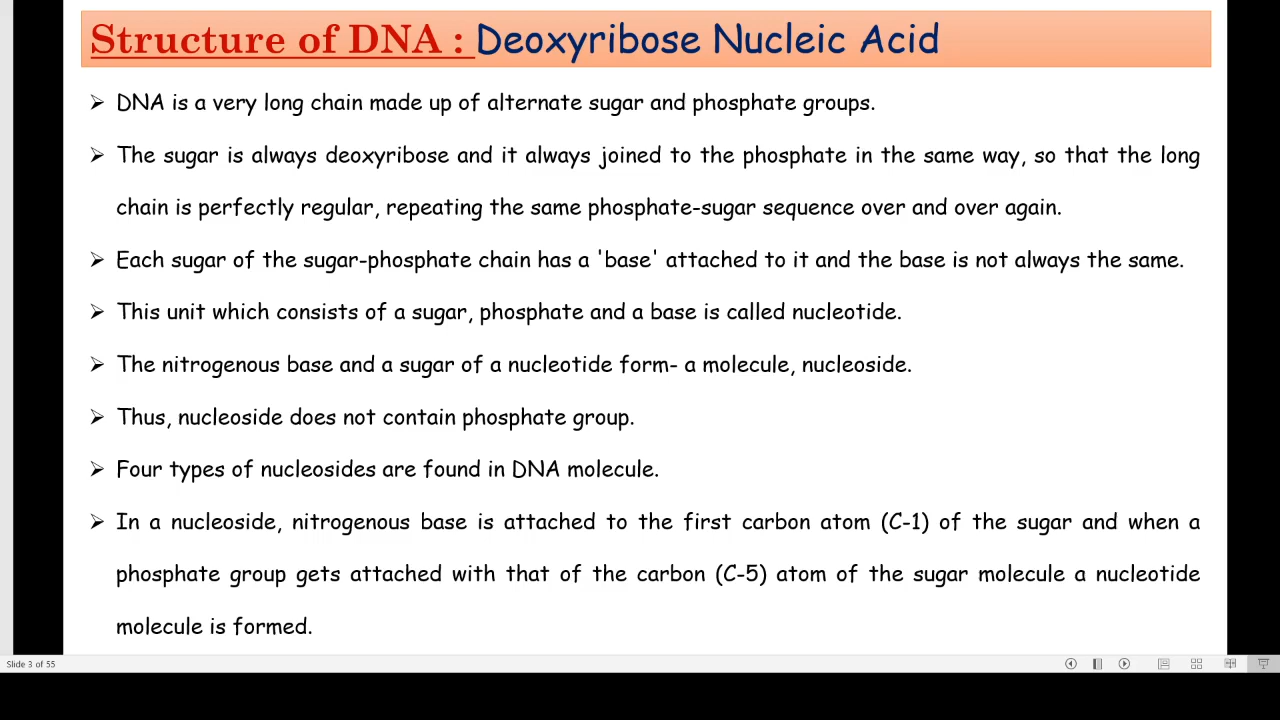 Structure of DNA : Deoxyribose Nucleic Acid
➢ DNA is a very long chain made up of alternate sugar and phosphate groups.
➢ The sugar is always deoxyribose and it always joined to the phosphate in the same way, so that the long
chain is perfectly regular, repeating the same phosphate-sugar sequence over and over again.
➢ Each sugar of the sugar-phosphate chain has a 'base' attached to it and the base is not always the same.
➢ This unit which consists of a sugar, phosphate and a base is called nucleotide.
➢ The nitrogenous base and a sugar of a nucleotide form- a molecule, nucleoside.
➢ Thus, nucleoside does not contain phosphate group.
➢ Four types of nucleosides are found in DNA molecule.
➢ In a nucleoside, nitrogenous base is attached to the first carbon atom (C-1) of the sugar and when a
phosphate group gets attached with that of the carbon (C-5) atom of the sugar molecule a nucleotide
molecule is formed.
Slide 3 of 55